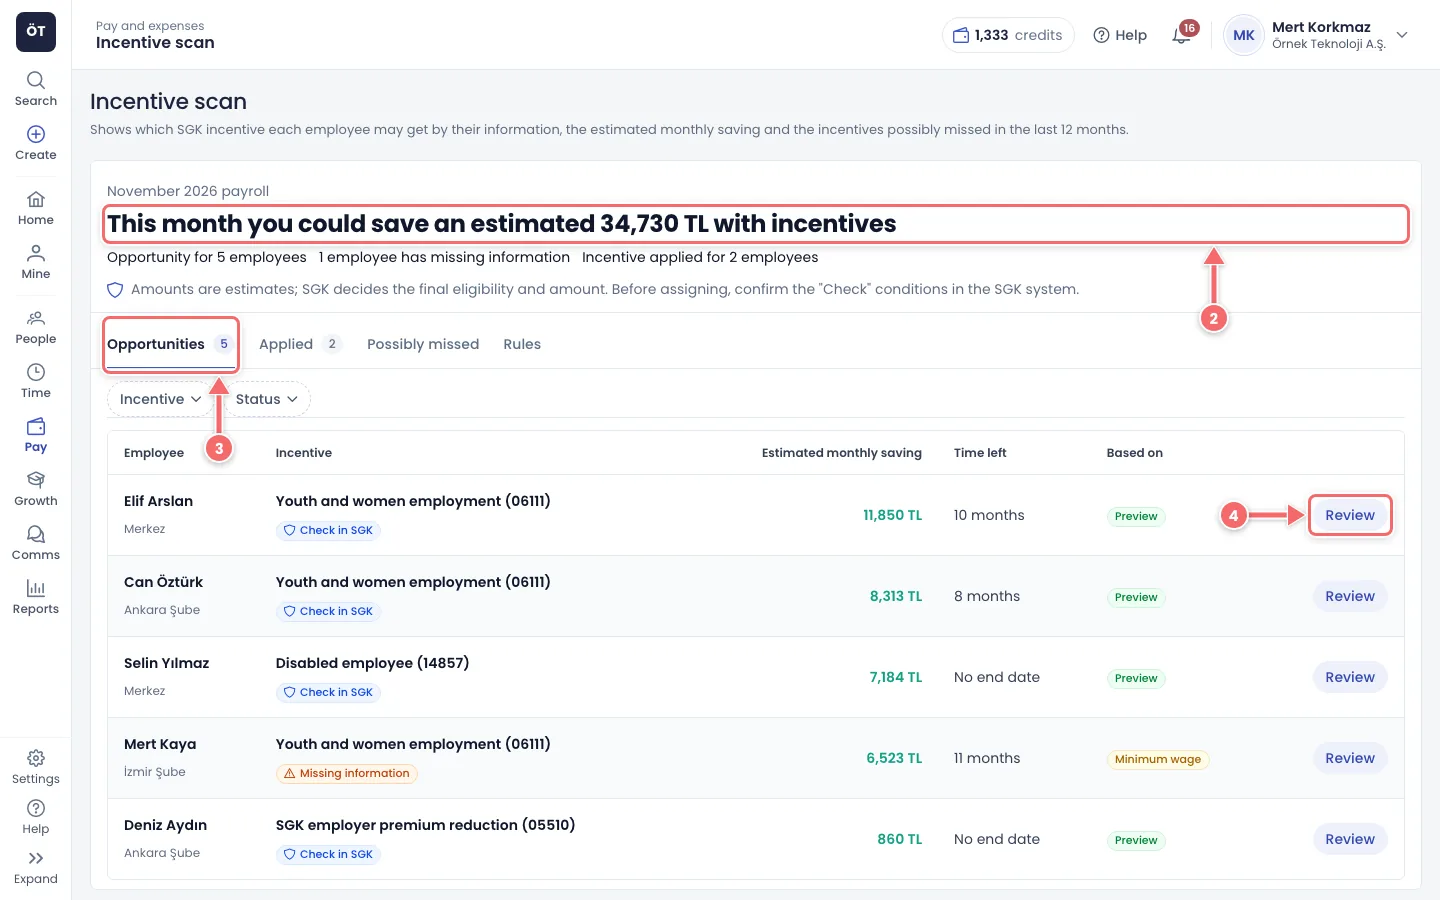 ÖT
Search
Create
Home
Mine
People
Time
Pay
Growth
Comms
Reports
Settings
Help
Expand
Pay and expenses
Incentive scan
1,333 credits
Help
16
MK
Mert Korkmaz
Örnek Teknoloji A.Ş.
Incentive scan
Shows which SGK incentive each employee may get by their information, the estimated monthly saving and the incentives possibly missed in the last 12 months.
November 2026 payroll
This month you could save an estimated 34,730 TL with incentives
Opportunity for 5 employees 1 employee has missing information Incentive applied for 2 employees
Amounts are estimates; SGK decides the final eligibility and amount. Before assigning, confirm the "Check" conditions in the SGK system.
2
Opportunities 5 Applied 2 Possibly missed Rules
Incentive Status
3
Employee Incentive Estimated monthly saving Time left Based on
Elif Arslan Youth and women employment (06111)
Merkez Check in SGK 11,850 TL 10 months Preview 4 Review
Can Öztürk Youth and women employment (06111)
Ankara Şube Check in SGK 8,313 TL 8 months Preview Review
Selin Yılmaz Disabled employee (14857)
Merkez Check in SGK 7,184 TL No end date Preview Review
Mert Kaya Youth and women employment (06111)
İzmir Şube Missing information 6,523 TL 11 months Minimum wage Review
Deniz Aydın SGK employer premium reduction (05510)
Ankara Şube Check in SGK 860 TL No end date Preview Review